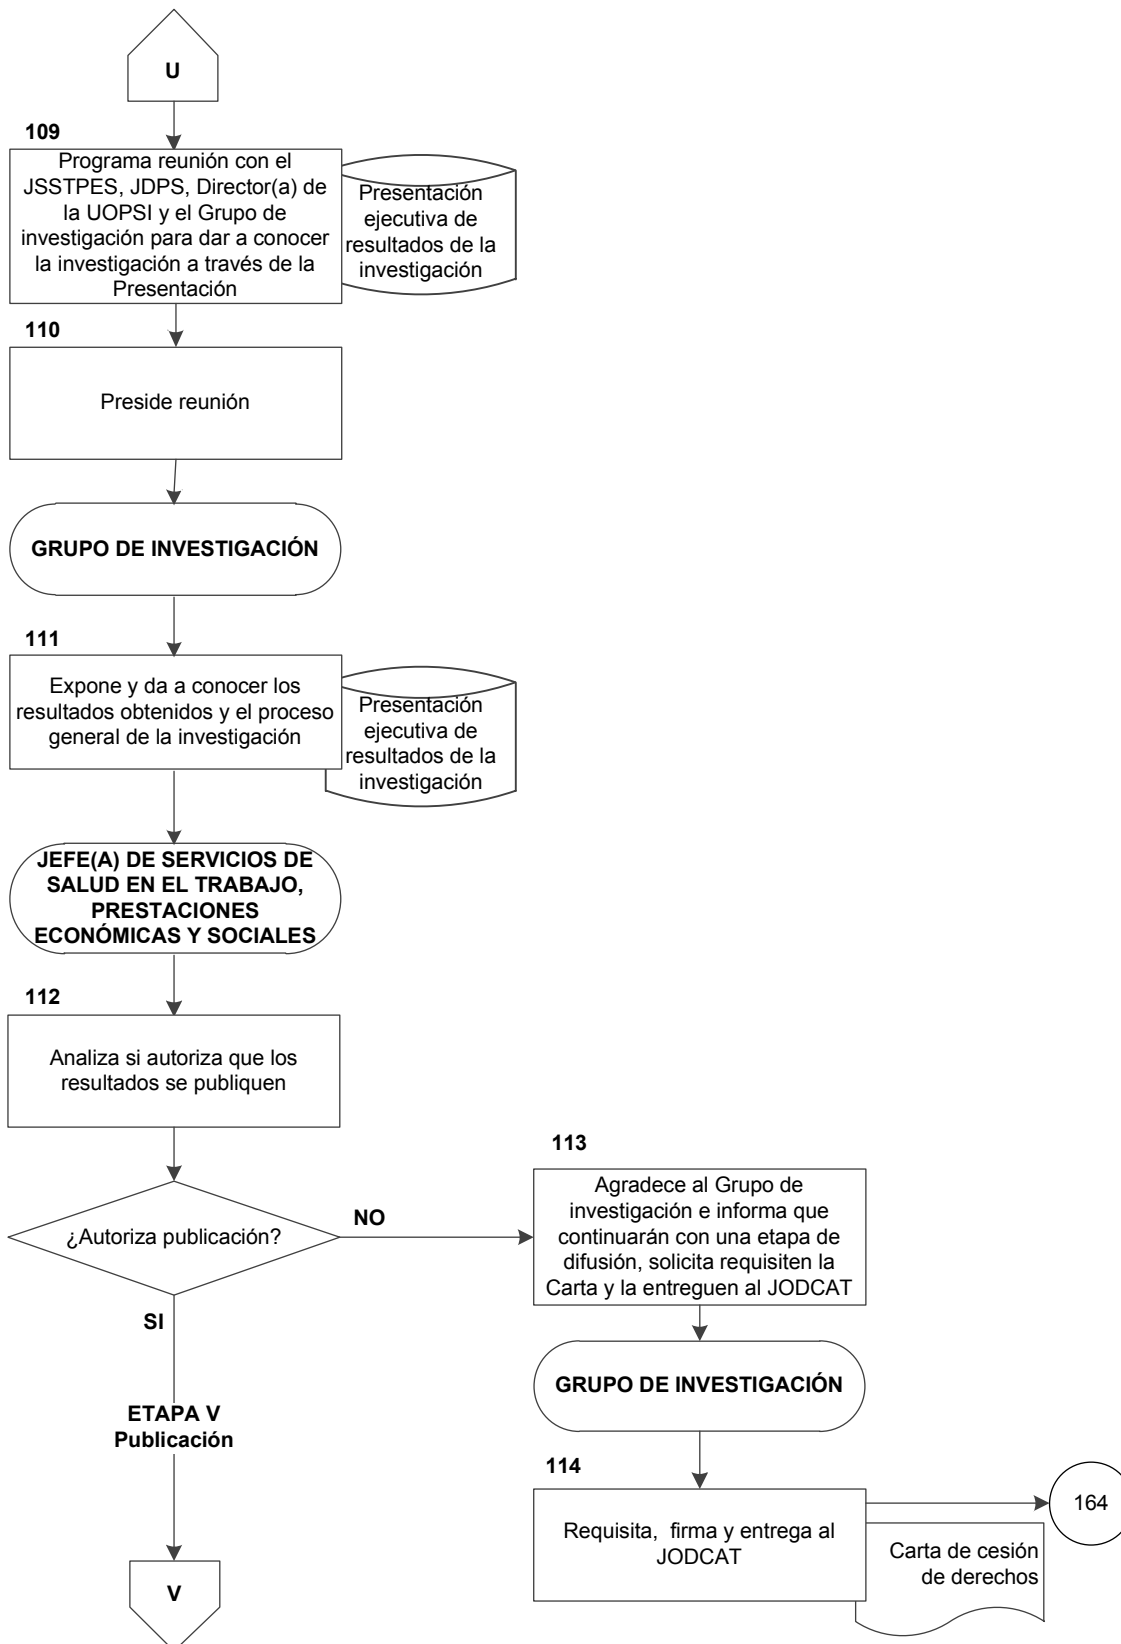 U
109
Programa reunión con el
JSSTPES, JDPS, Director(a) de
la UOPSI y el Grupo de
investigación para dar a conocer
la investigación a través de la
Presentación
Presentación
ejecutiva de
resultados de la
investigación
110
Preside reunión
GRUPO DE INVESTIGACIÓN
111
Expone y da a conocer los
resultados obtenidos y el proceso
general de la investigación
Presentación
ejecutiva de
resultados de la
investigación
JEFE(A) DE SERVICIOS DE
SALUD EN EL TRABAJO,
PRESTACIONES
ECONÓMICAS Y SOCIALES
112
Analiza si autoriza que los
resultados se publiquen
¿Autoriza publicación?
NO
113
Agradece al Grupo de
investigación e informa que
continuarán con una etapa de
difusión, solicita requisiten la
Carta y la entreguen al JODCAT
SI
GRUPO DE INVESTIGACIÓN
ETAPA V
Publicación
114
Requisita, firma y entrega al
JODCAT
164
Carta de cesión
de derechos
V